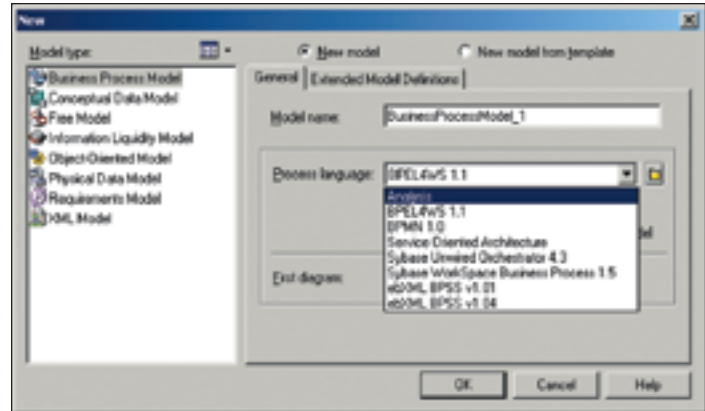 New
Model type:
New model
New model from template
Business Process Model
Conceptual Data Model
Free Model
Information Liquidity Model
Object-Oriented Model
Physical Data Model
Requirements Model
XML Model
General
Extended Model Definitions
Model name:
BusinessProcessModel_1
Process language:
BPEL4WS 1.1
Analysis
BPEL4WS 1.1
BPMN 1.0
Service Oriented Architecture
Sybase Unwired Orchestrator 4.3
Sybase WorkSpace Business Process 1.5
ebXML BPSS v1.01
ebXML BPSS v1.04
First diagram:
OK
Cancel
Help